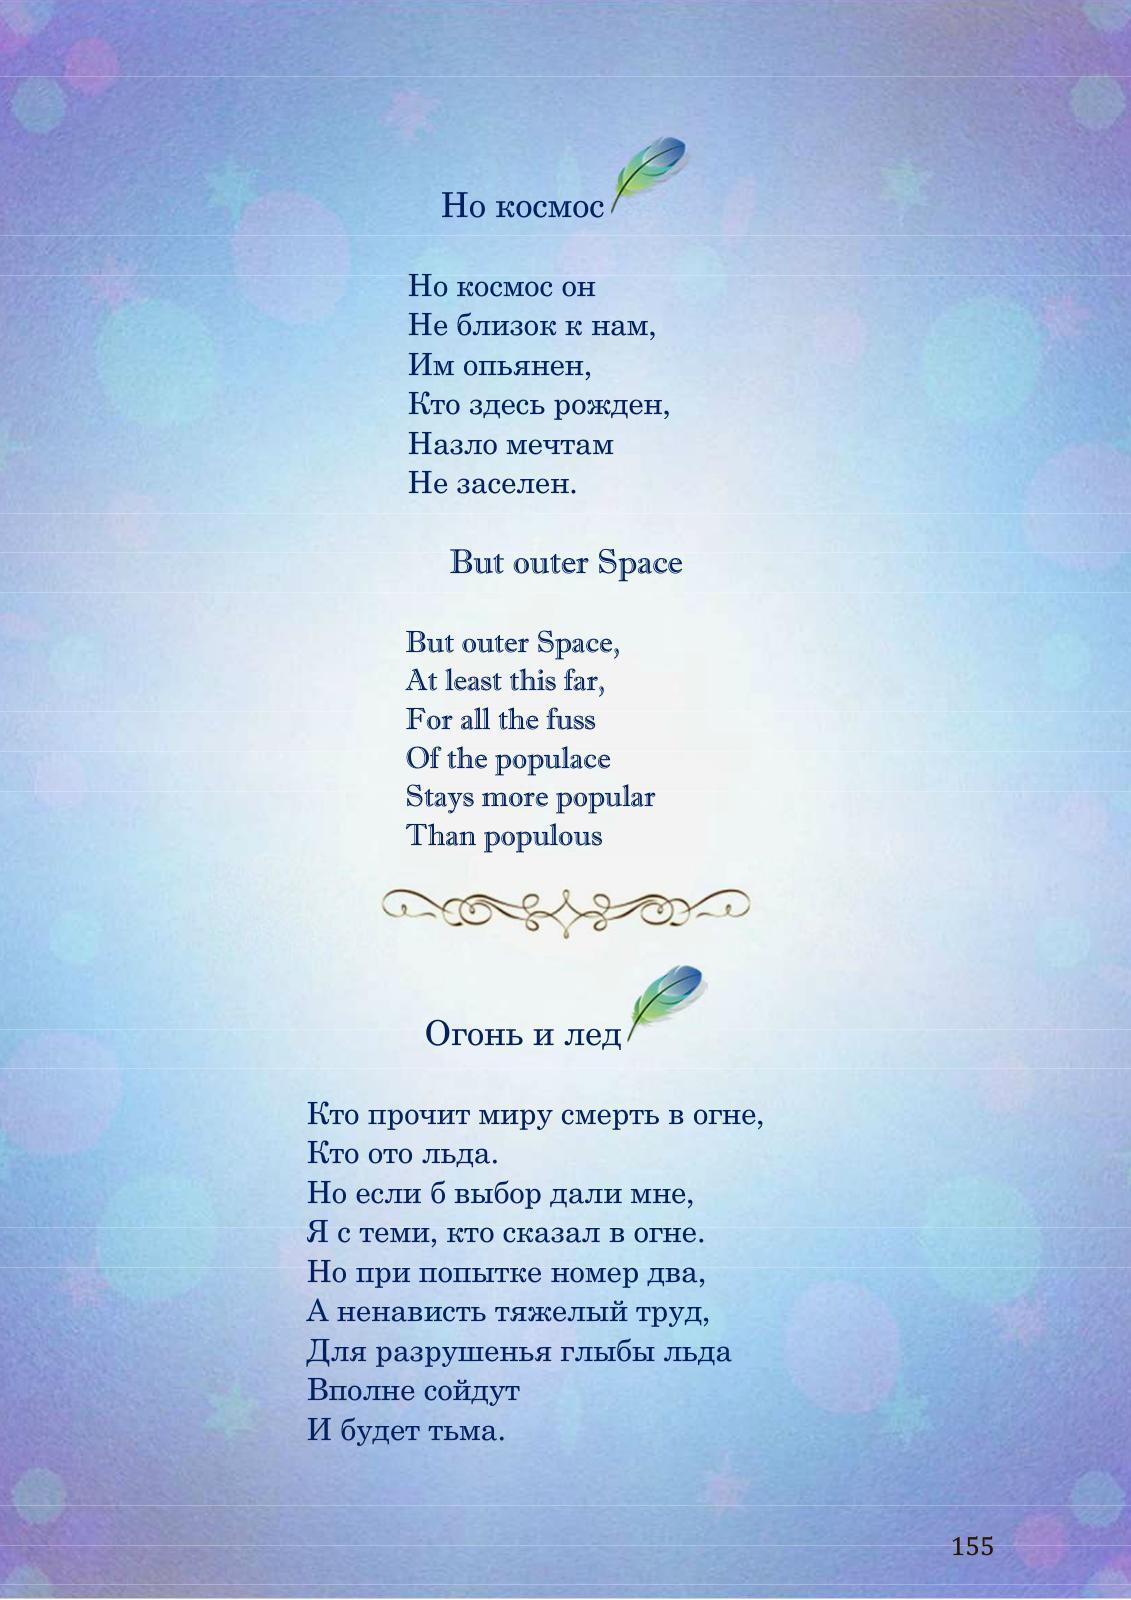 Но космос
Но космос он
Не близок к нам,
Им опьянен,
Кто здесь рожден,
Назло мечтам
Не заселен.
But outer Space
But outer Space,
At least this far,
For all the fuss
Of the populace
Stays more popular
Than populous
Огонь и лед
Кто прочит миру смерть в огне,
Кто ото льда.
Но если б выбор дали мне,
Я с теми, кто сказал в огне.
Но при попытке номер два,
А ненависть тяжелый труд,
Для разрушенья глыбы льда
Вполне сойдут
И будет тьма.
155